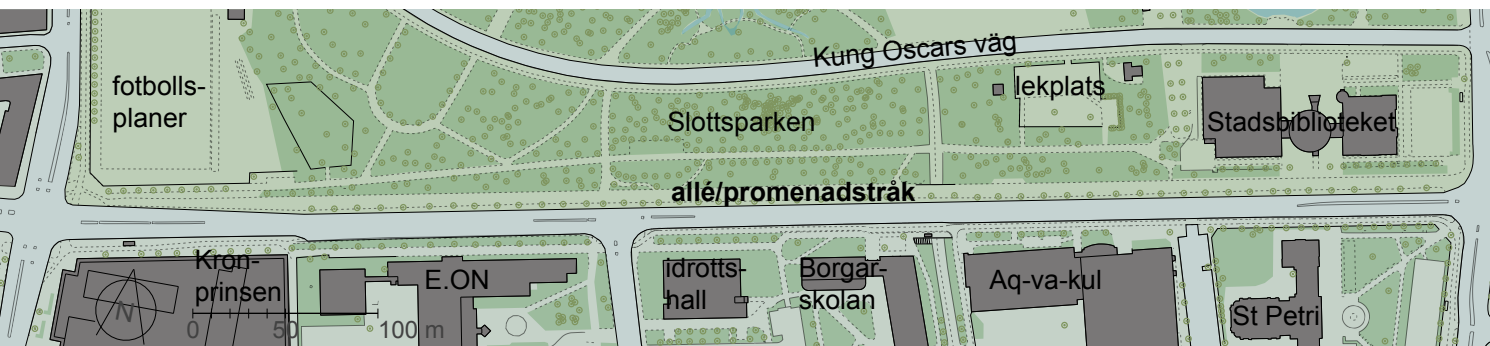 Kung Oscars väg
fotbolls-
planer
lekplats
Slottsparken
Stadsbiblioteket
allé/promenadstråk
Kron-
prinsen
E.ON
idrotts-
hall
Borgar-
skolan
Aq-va-kul
St Petri
N
0 50 100 m